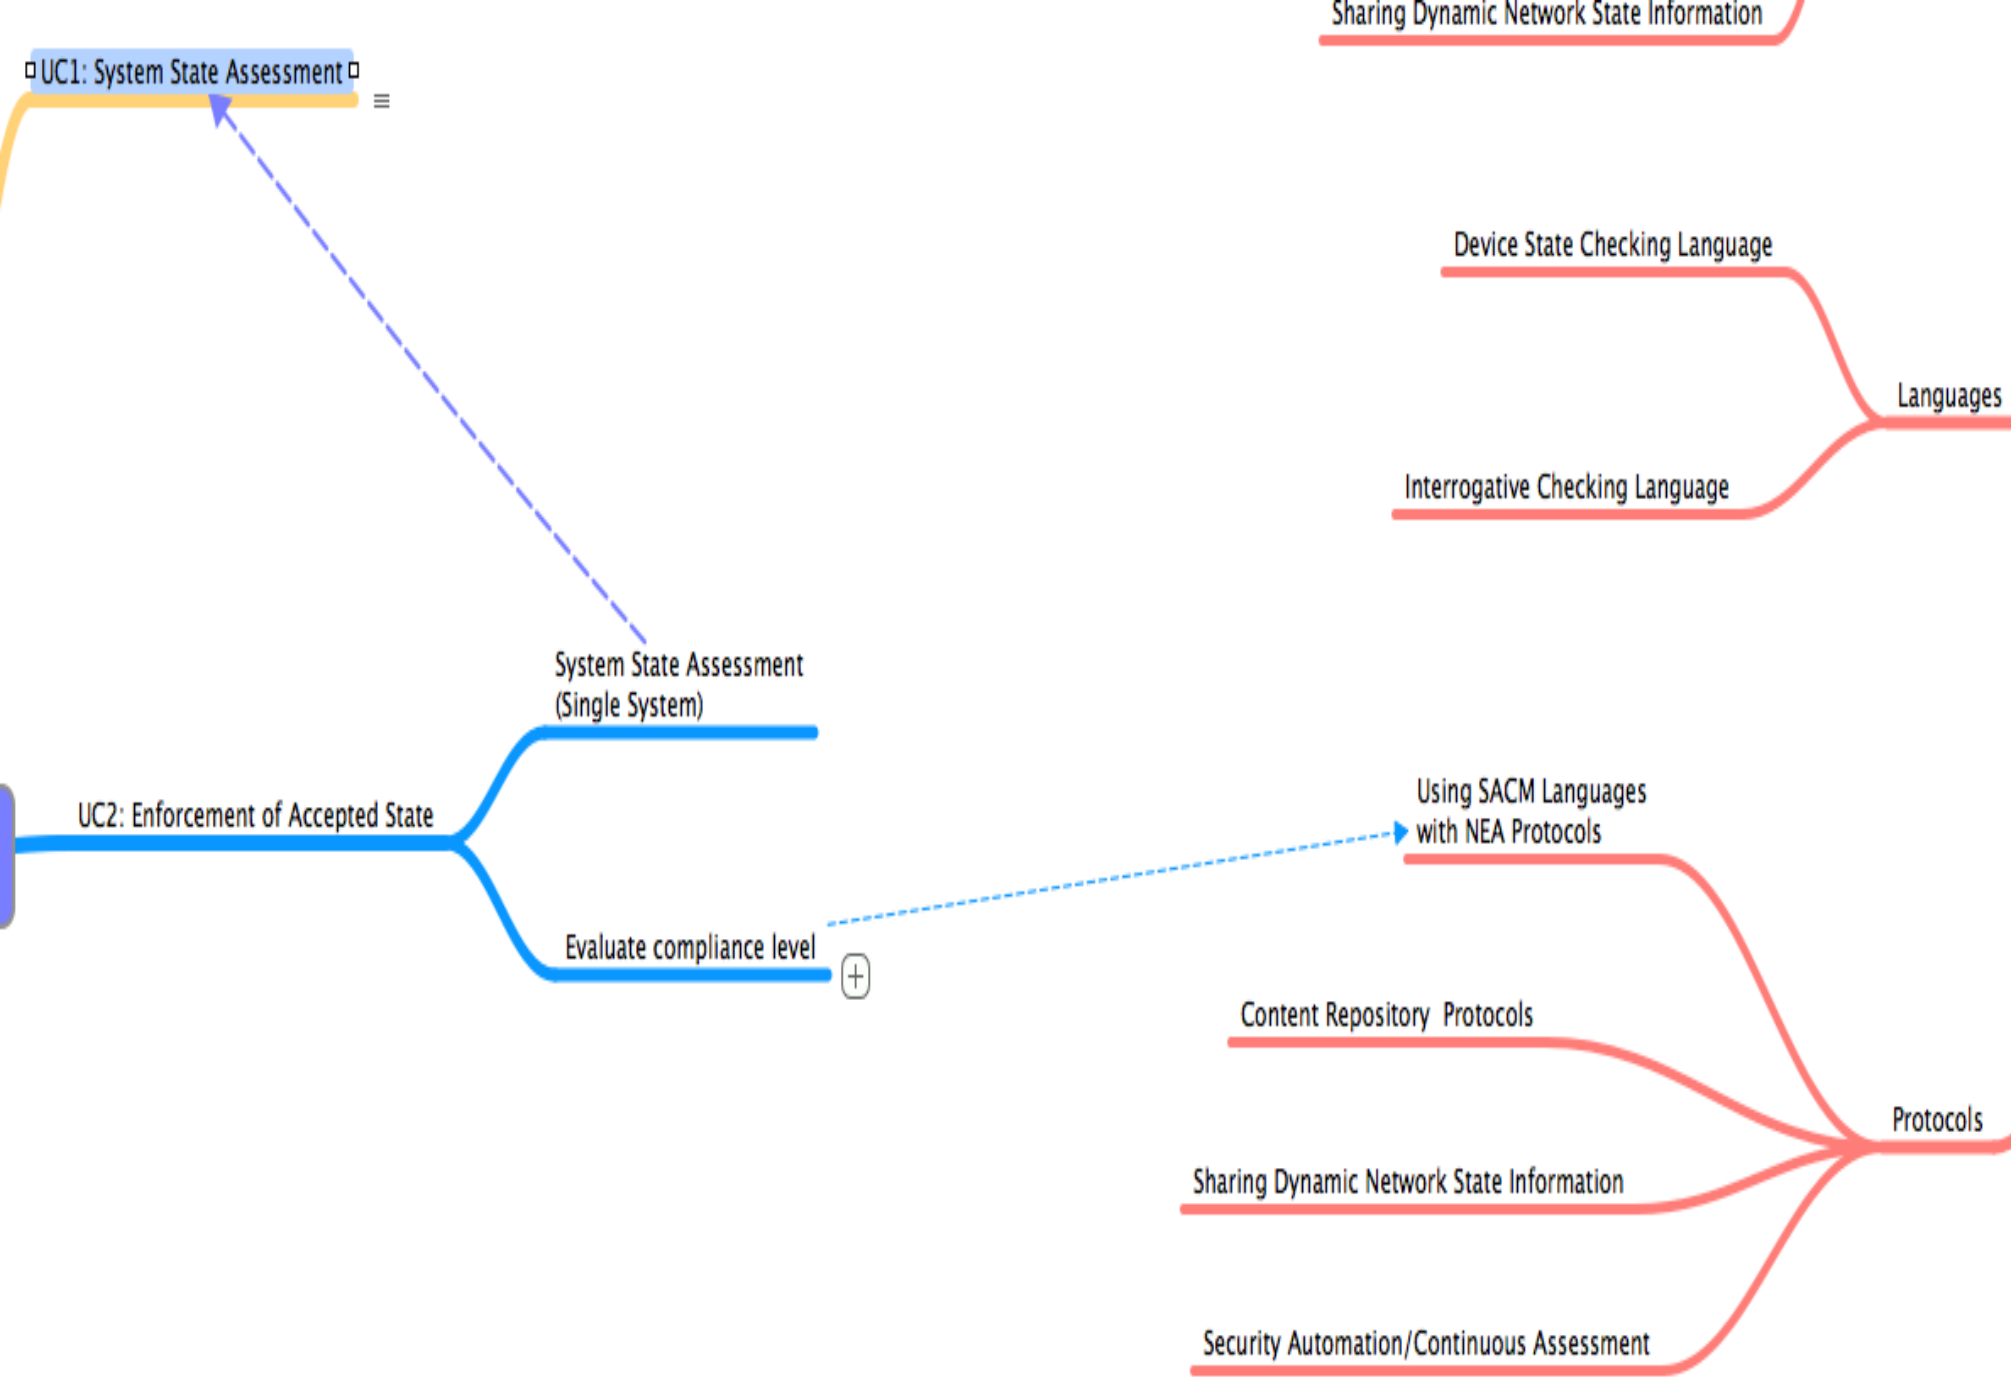 Sharing Dynamic Network State Information
UC1: System State Assessment
Device State Checking Language
Languages
Interrogative Checking Language
System State Assessment
(Single System)
Using SACM Languages
with NEA Protocols
UC2: Enforcement of Accepted State
Evaluate compliance level
Content Repository  Protocols
Protocols
Sharing Dynamic Network State Information
Security Automation/Continuous Assessment